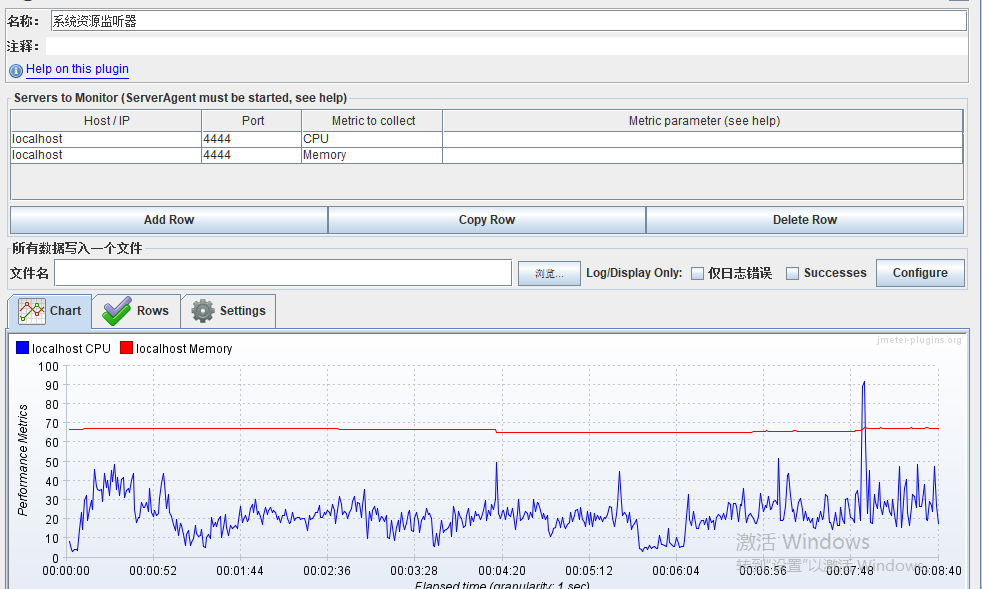 名称： 系统资源监听器
注释：
Help on this plugin
Servers to Monitor (ServerAgent must be started, see help)
Host / IP Port Metric to collect Metric parameter (see help)
localhost 4444 CPU
localhost 4444 Memory
Add Row Copy Row Delete Row
所有数据写入一个文件
文件名 浏览... Log/Display Only: 仅日志错误 Successes Configure
Chart Rows Settings
jmeter-plugins.org
localhost CPU localhost Memory
100
90
80
70
60
50
40
30
20
10
0
Performance Metrics
激活 Windows
转到"设置"以激活 Windows。
00:00:00 00:00:52 00:01:44 00:02:36 00:03:28 00:04:20 00:05:12 00:06:04 00:06:56 00:07:48 00:08:40
Elapsed time (granularity: 1 sec)